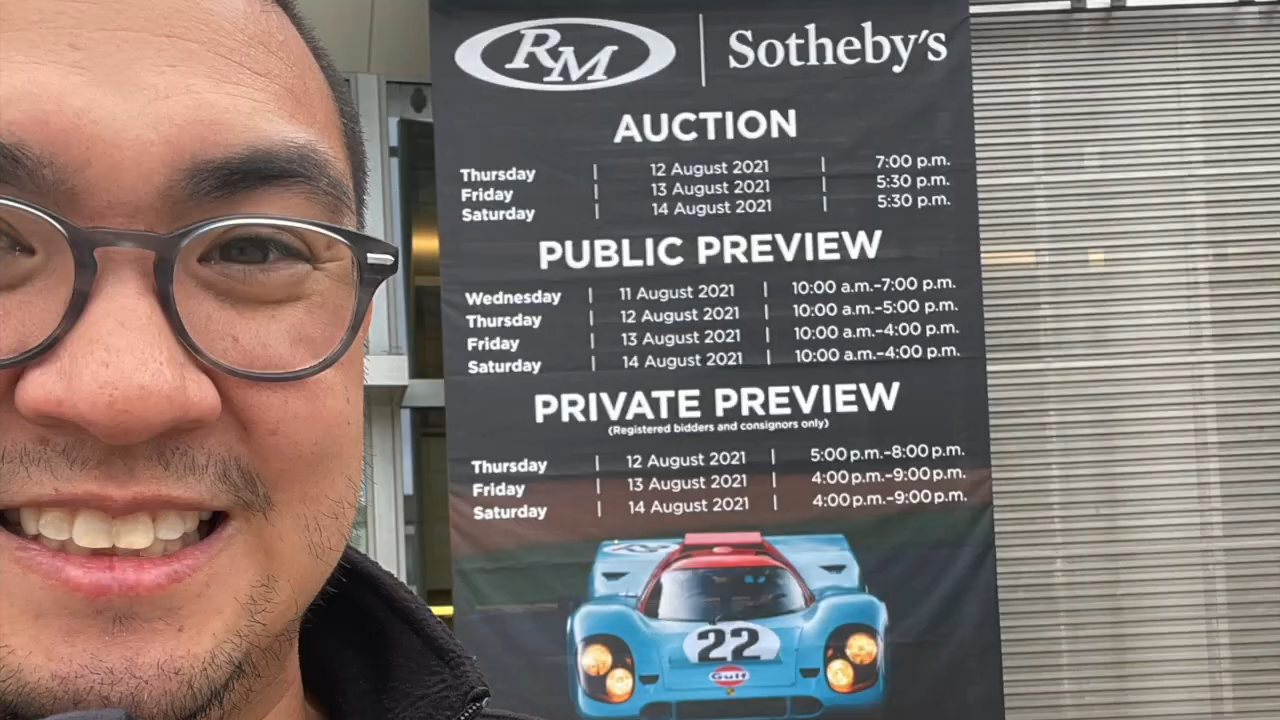 RM | Sotheby's
AUCTION
Thursday | 12 August 2021 | 7:00 p.m.
Friday | 13 August 2021 | 5:30 p.m.
Saturday | 14 August 2021 | 5:30 p.m.
PUBLIC PREVIEW
Wednesday | 11 August 2021 | 10:00 a.m.–7:00 p.m.
Thursday | 12 August 2021 | 10:00 a.m.–5:00 p.m.
Friday | 13 August 2021 | 10:00 a.m.–4:00 p.m.
Saturday | 14 August 2021 | 10:00 a.m.–4:00 p.m.
PRIVATE PREVIEW
(Registered bidders and consignors only)
Thursday | 12 August 2021 | 5:00 p.m.–8:00 p.m.
Friday | 13 August 2021 | 4:00 p.m.–9:00 p.m.
Saturday | 14 August 2021 | 4:00 p.m.–9:00 p.m.
22
Gulf